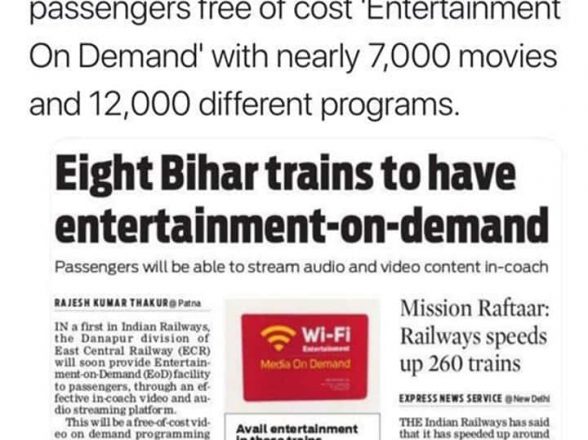 passengers free of cost 'Entertainment
On Demand' with nearly 7,000 movies
and 12,000 different programs.
Eight Bihar trains to have
entertainment-on-demand
Passengers will be able to stream audio and video content in-coach
RAJESH KUMAR THAKUR@Patna
IN a first in Indian Railways,
the Danapur division of
East Central Railway (ECR)
will soon provide Entertain-
ment-on-Demand (EoD) facility
to passengers, through an ef-
fective in-coach video and au-
dio streaming platform.
This will be a free-of-cost vid-
eo on demand programming
Wi-Fi
Entertainment
Media On Demand
Avail entertainment
in these trains
Mission Raftaar:
Railways speeds
up 260 trains
EXPRESS NEWS SERVICE @New Delhi
THE Indian Railways has said
that it has speeded up around